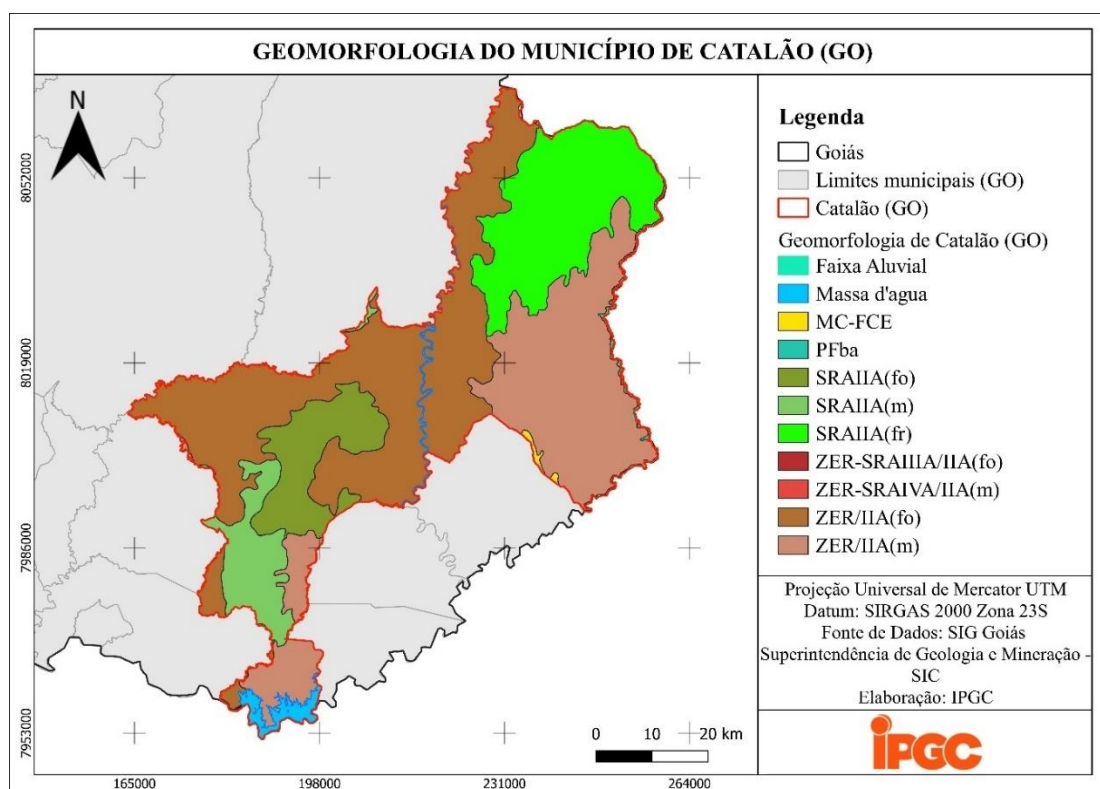 GEOMORFOLOGIA DO MUNICÍPIO DE CATALÃO (GO)
N
8052000
8019000
7986000
7953000
165000
198000
231000
264000
0 10 20 km
Legenda
Goiás
Limites municipais (GO)
Catalão (GO)
Geomorfologia de Catalão (GO)
Faixa Aluvial
Massa d'agua
MC-FCE
PFba
SRAIIA(fo)
SRAIIA(m)
SRAIIA(fr)
ZER-SRAIIIA/IIA(fo)
ZER-SRAIVA/IIA(m)
ZER/IIA(fo)
ZER/IIA(m)
Projeção Universal de Mercator UTM
Datum: SIRGAS 2000 Zona 23S
Fonte de Dados: SIG Goiás
Superintendência de Geologia e Mineração -
SIC
Elaboração: IPGC
iPGC